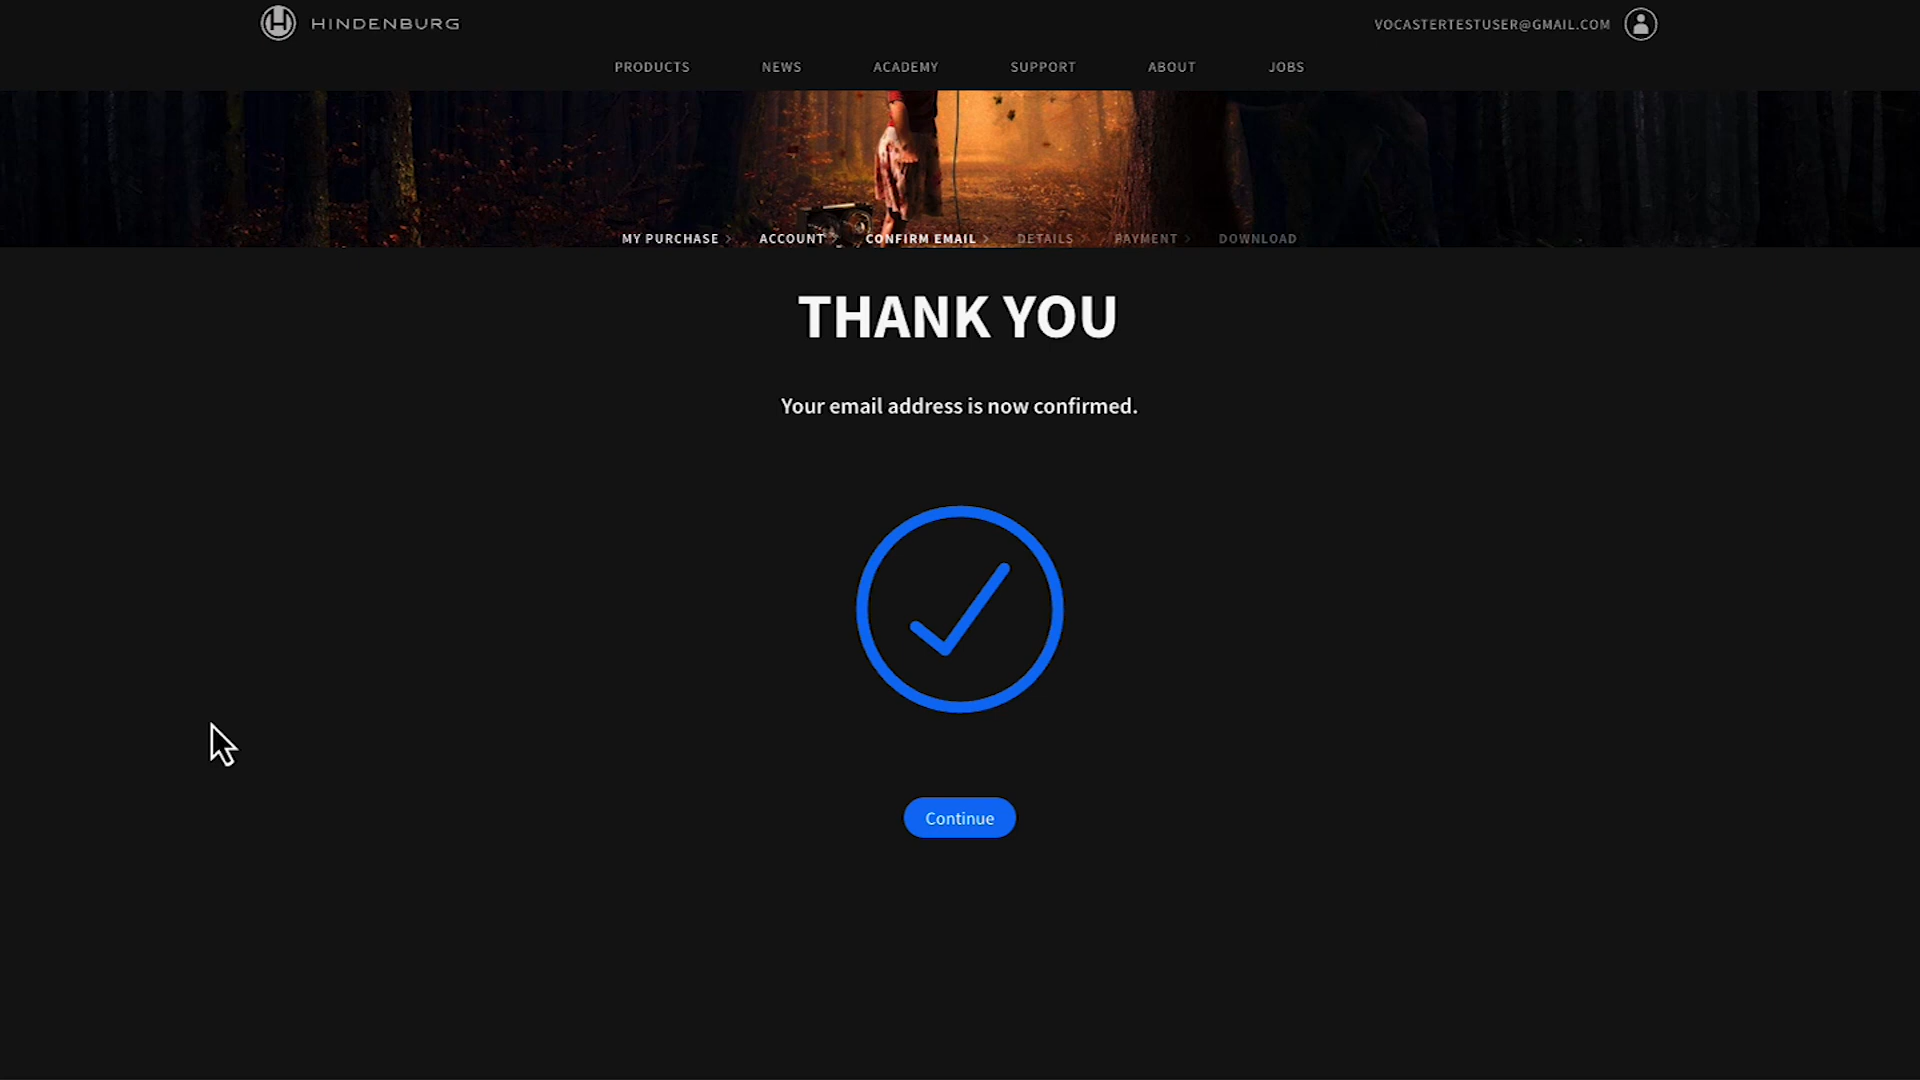 HINDENBURG
VOCASTERTESTUSER@GMAIL.COM
PRODUCTS NEWS ACADEMY SUPPORT ABOUT JOBS
MY PURCHASE > ACCOUNT > CONFIRM EMAIL > DETAILS > PAYMENT > DOWNLOAD
THANK YOU
Your email address is now confirmed.
Continue